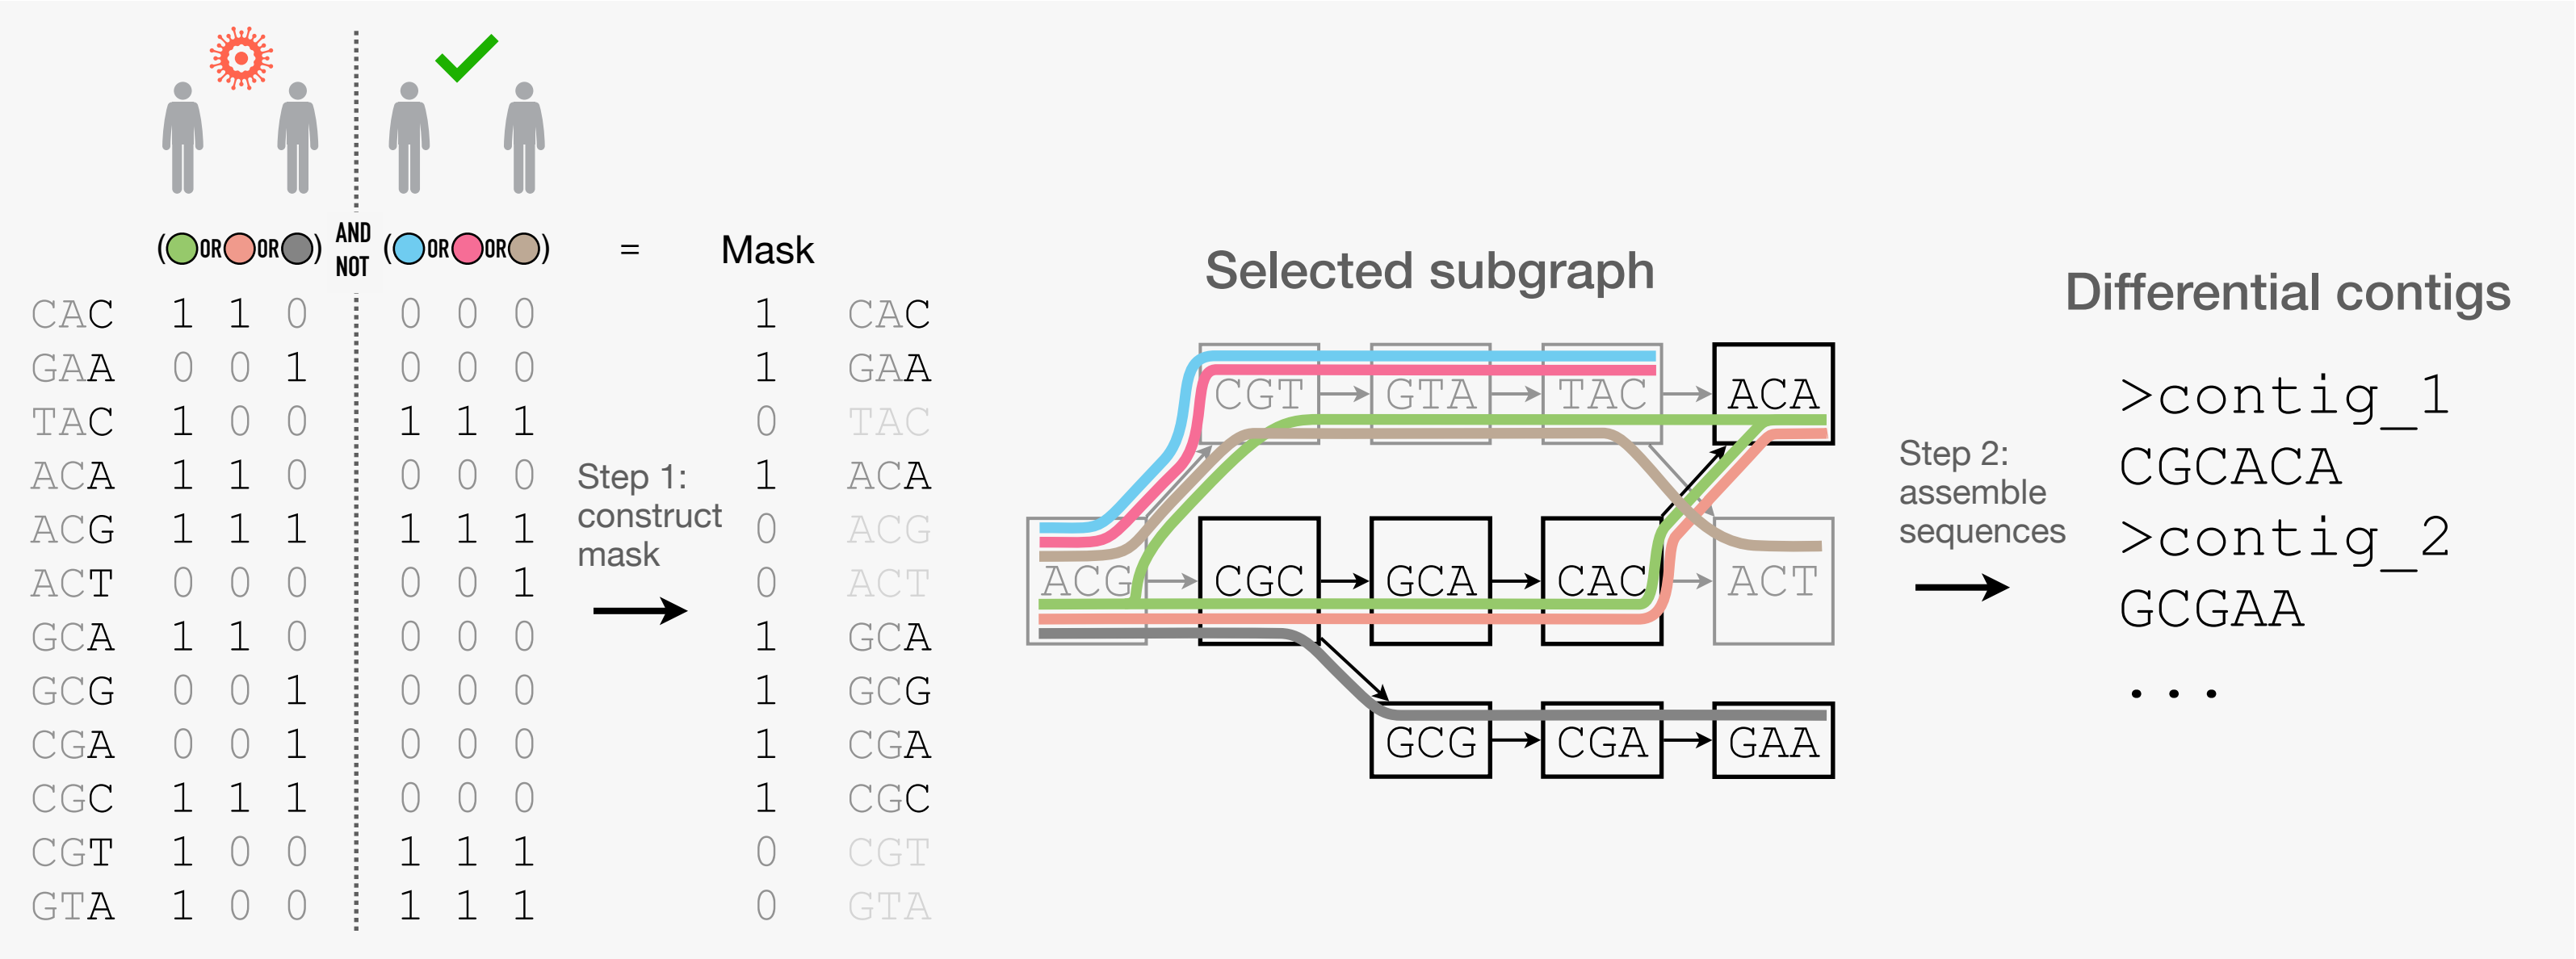 (OR OR) AND NOT (OR OR) = Mask
CAC 1 1 0 0 0 0 1 CAC
GAA 0 0 1 0 0 0 1 GAA
TAC 1 0 0 1 1 1 0 TAC
ACA 1 1 0 0 0 0 1 ACA
ACG 1 1 1 1 1 1 0 ACG
ACT 0 0 0 0 0 1 0 ACT
GCA 1 1 0 0 0 0 1 GCA
GCG 0 0 1 0 0 0 1 GCG
CGA 0 0 1 0 0 0 1 CGA
CGC 1 1 1 0 0 0 1 CGC
CGT 1 0 0 1 1 1 0 CGT
GTA 1 0 0 1 1 1 0 GTA
Step 1:
construct
mask
Selected subgraph
CGT GTA TAC ACA
ACG CGC GCA CAC ACT
GCG CGA GAA
Step 2:
assemble
sequences
Differential contigs
>contig_1
CGCACA
>contig_2
GCGAA
...